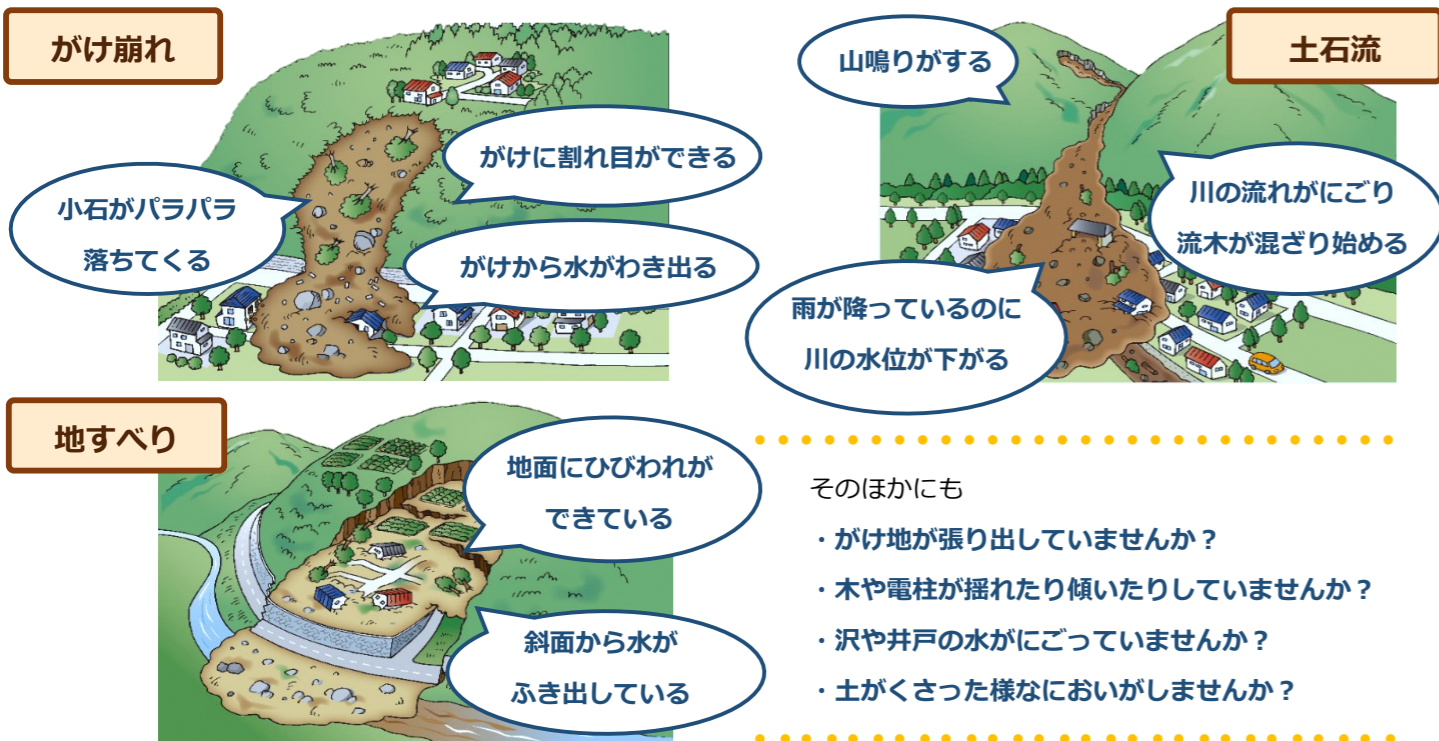 がけ崩れ
がけに割れ目ができる
小石がパラパラ
落ちてくる
がけから水がわき出る
土石流
山鳴りがする
川の流れがにごり
流木が混ざり始める
雨が降っているのに
川の水位が下がる
地すべり
地面にひびわれが
できている
斜面から水が
ふき出している
そのほかにも
・がけ地が張り出していませんか？
・木や電柱が揺れたり傾いたりしていませんか？
・沢や井戸の水がにごっていませんか？
・土がくさった様なにおいがしませんか？